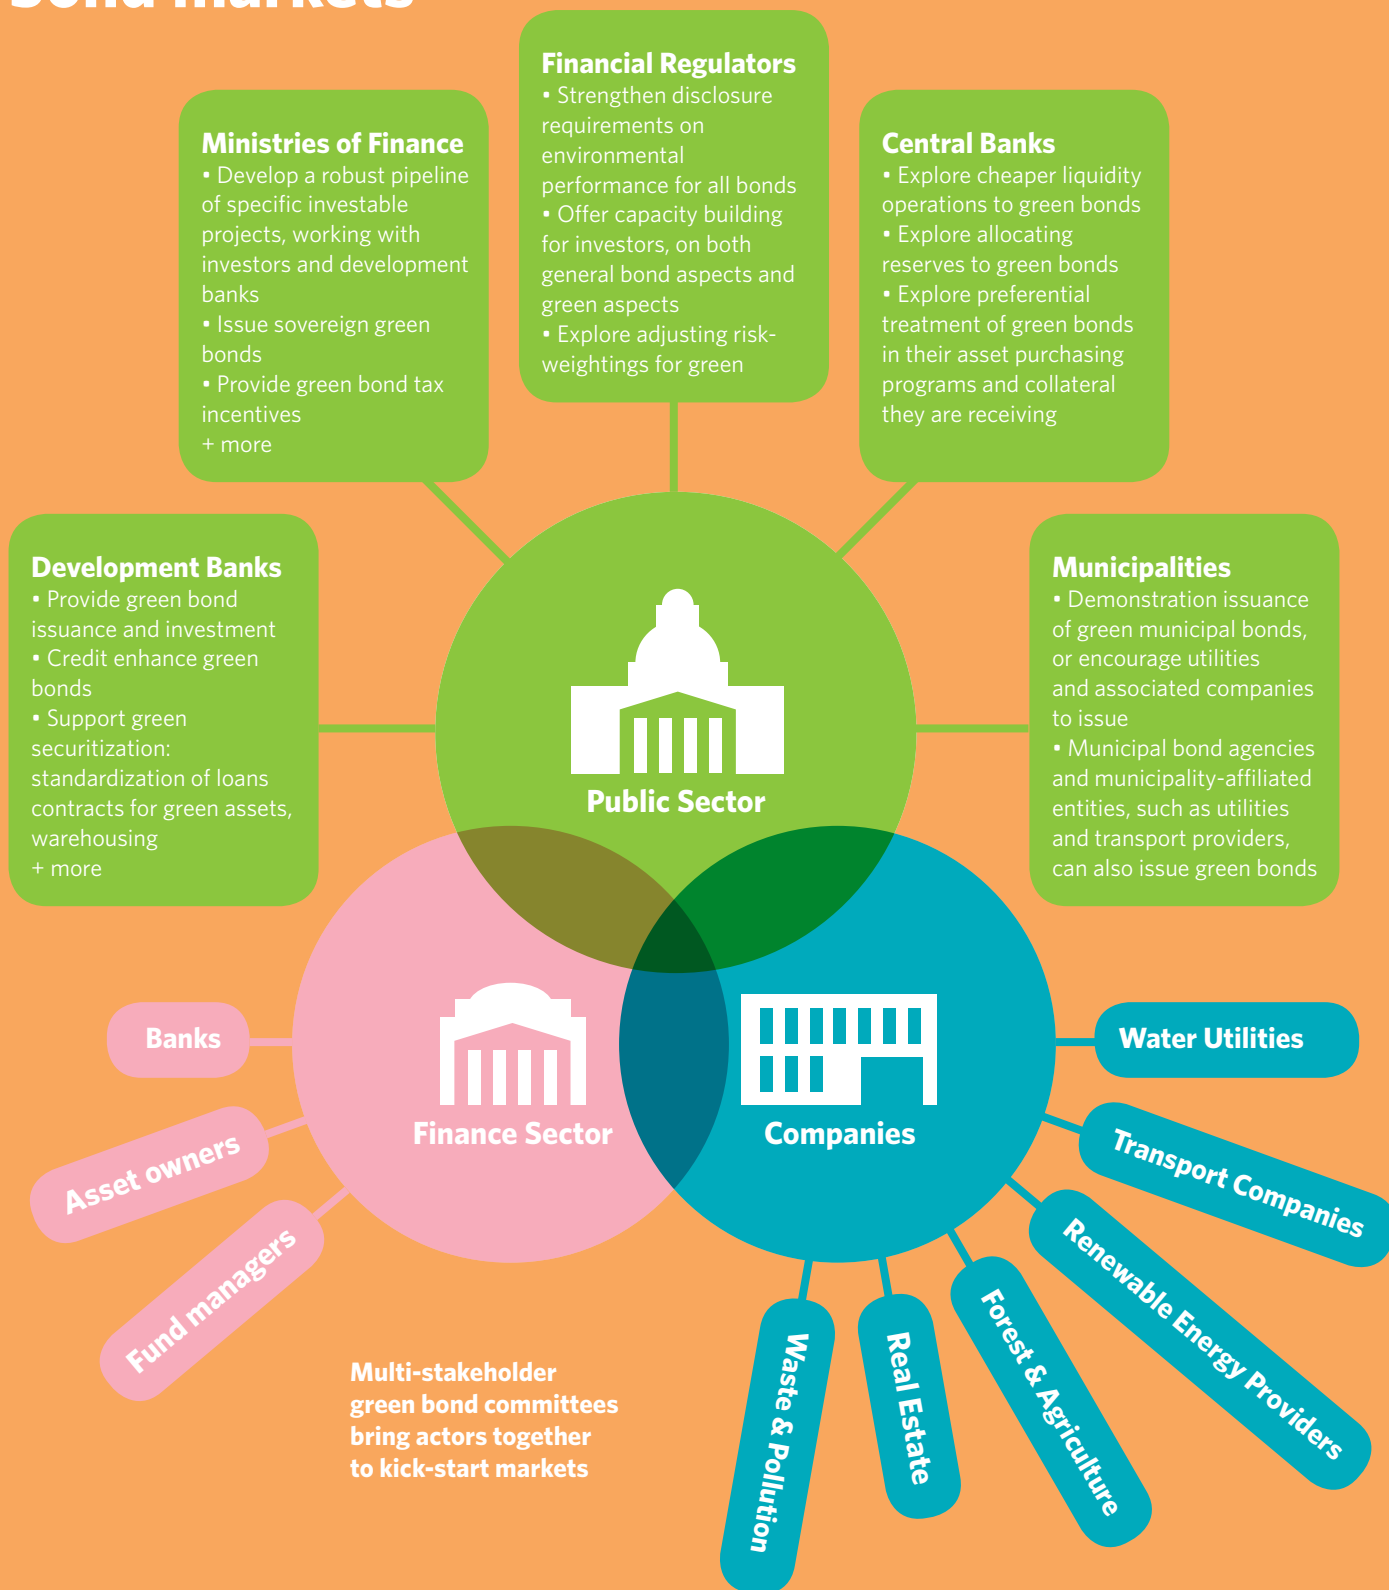 Financial Regulators
• Strengthen disclosure
requirements on
environmental
performance for all bonds
• Offer capacity building
for investors, on both
general bond aspects and
green aspects
• Explore adjusting risk-
weightings for green
Ministries of Finance
• Develop a robust pipeline
of specific investable
projects, working with
investors and development
banks
• Issue sovereign green
bonds
• Provide green bond tax
incentives
+ more
Central Banks
• Explore cheaper liquidity
operations to green bonds
• Explore allocating
reserves to green bonds
• Explore preferential
treatment of green bonds
in their asset purchasing
programs and collateral
they are receiving
Development Banks
• Provide green bond
issuance and investment
• Credit enhance green
bonds
• Support green
securitization:
standardization of loans
contracts for green assets,
warehousing
+ more
Municipalities
• Demonstration issuance
of green municipal bonds,
or encourage utilities
and associated companies
to issue
• Municipal bond agencies
and municipality-affiliated
entities, such as utilities
and transport providers,
can also issue green bonds
Public Sector
Finance Sector
Companies
Banks
Asset owners
Fund managers
Water Utilities
Transport Companies
Renewable Energy Providers
Forest & Agriculture
Real Estate
Waste & Pollution
Multi-stakeholder
green bond committees
bring actors together
to kick-start markets